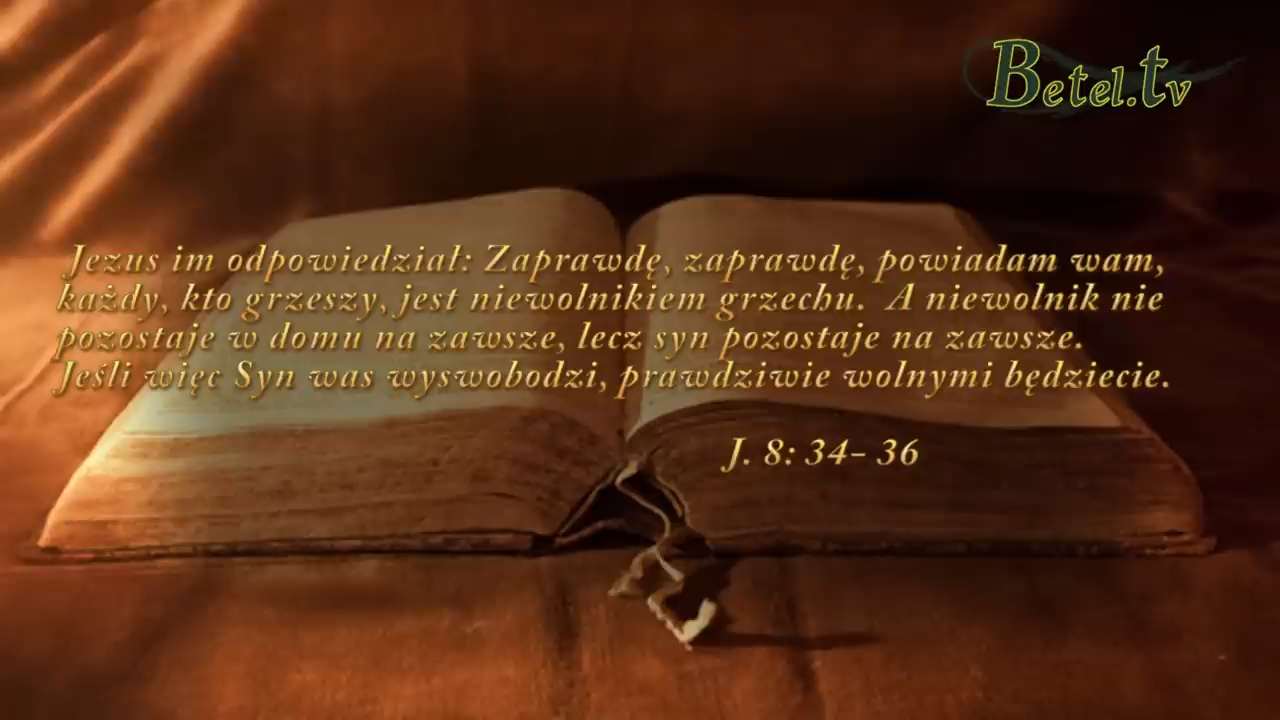 Betel.tv
Jezus im odpowiedział: Zaprawdę, zaprawdę, powiadam wam,
każdy, kto grzeszy, jest niewolnikiem grzechu. A niewolnik nie
pozostaje w domu na zawsze, lecz syn pozostaje na zawsze.
Jeśli więc Syn was wyswobodzi, prawdziwie wolnymi będziecie.
J. 8: 34- 36